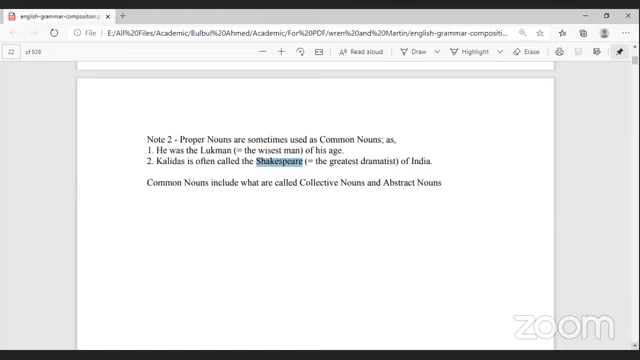 english-grammar-composition.p
File
E:/All%20Files/Academic/Bulbul%20Ahmed/Academic/For%20PDF/wren%20and%20Martin/english-grammar-composition...
22 of 939
Read aloud
Draw
Highlight
Erase
Note 2 - Proper Nouns are sometimes used as Common Nouns; as,
1. He was the Lukman (= the wisest man) of his age.
2. Kalidas is often called the Shakespeare (= the greatest dramatist) of India.
Common Nouns include what are called Collective Nouns and Abstract Nouns
zoom